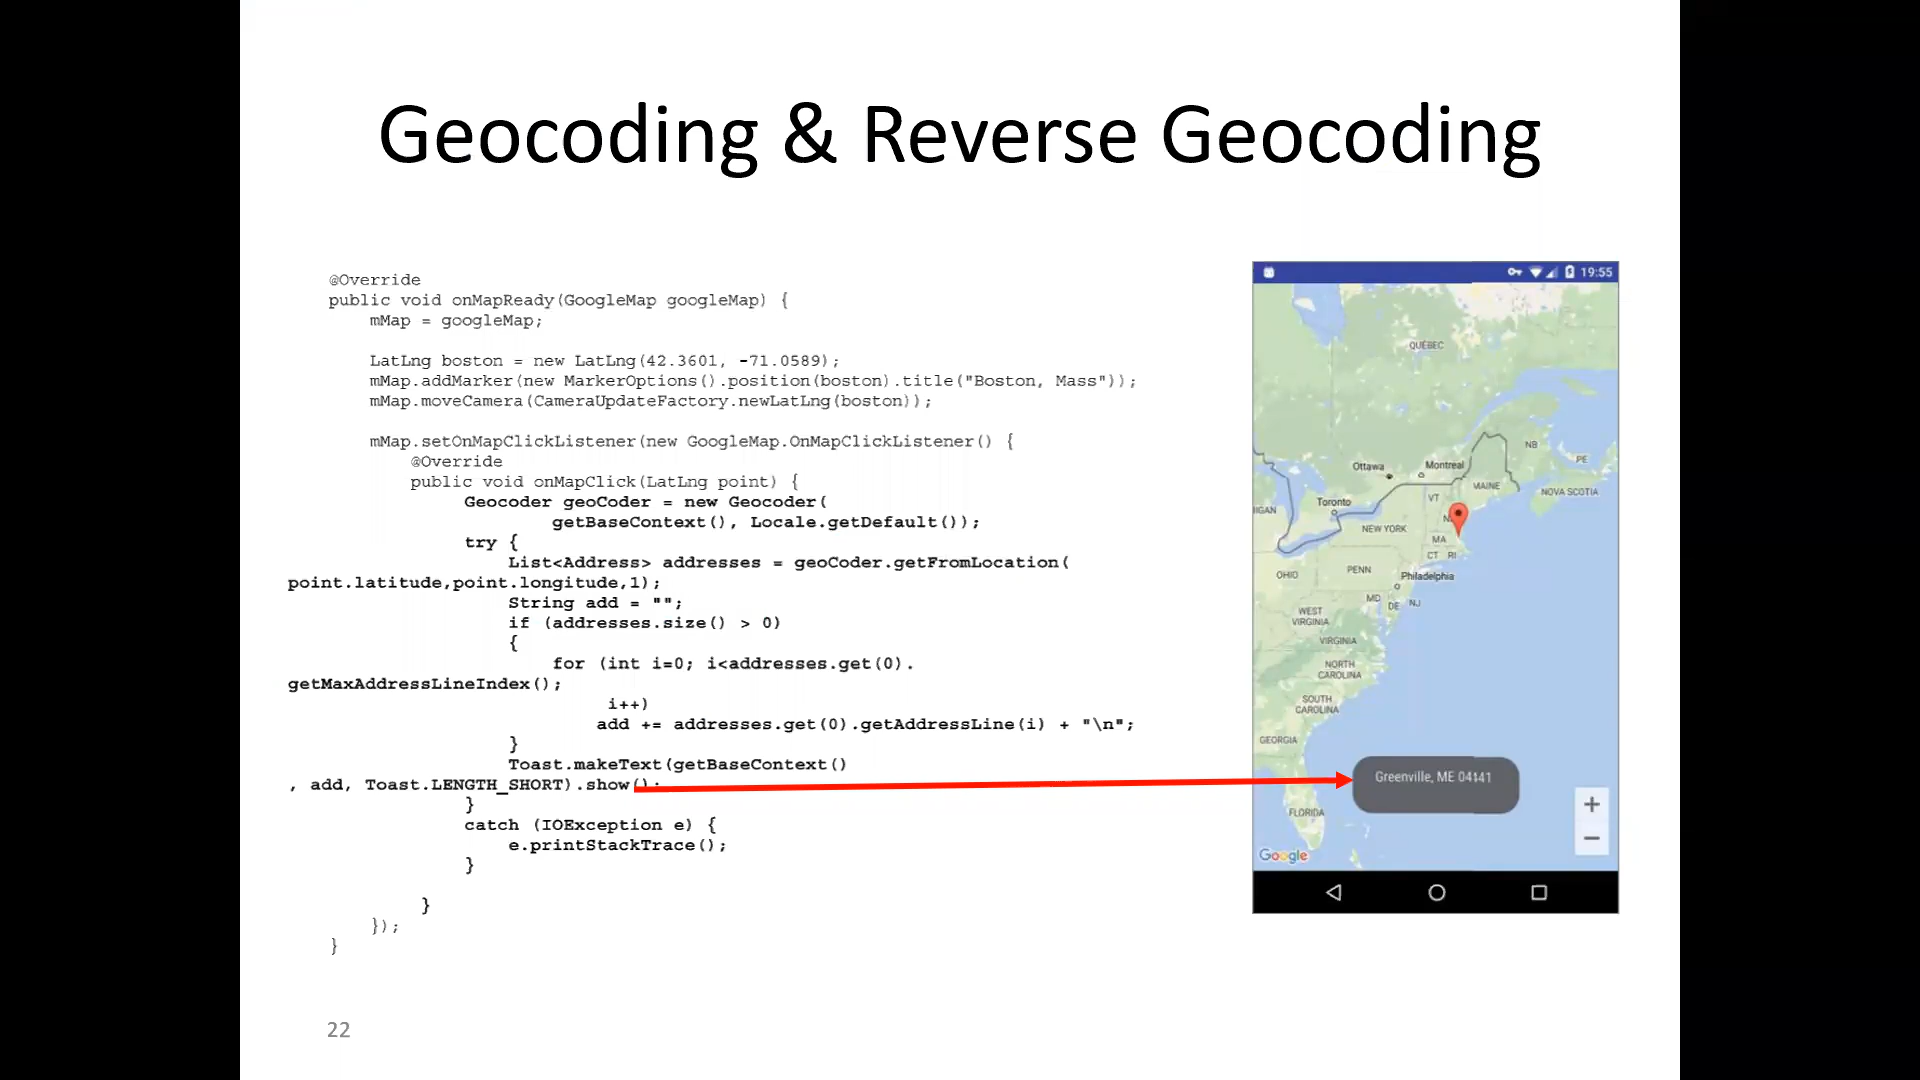 Geocoding & Reverse Geocoding
@Override
public void onMapReady(GoogleMap googleMap) {
mMap = googleMap;
LatLng boston = new LatLng(42.3601, -71.0589);
mMap.addMarker(new MarkerOptions().position(boston).title("Boston, Mass"));
mMap.moveCamera(CameraUpdateFactory.newLatLng(boston));
mMap.setOnMapClickListener(new GoogleMap.OnMapClickListener() {
@Override
public void onMapClick(LatLng point) {
Geocoder geoCoder = new Geocoder(
getBaseContext(), Locale.getDefault());
try {
List<Address> addresses = geoCoder.getFromLocation(
point.latitude,point.longitude,1);
String add = "";
if (addresses.size() > 0)
{
for (int i=0; i<addresses.get(0).
getMaxAddressLineIndex();
i++)
add += addresses.get(0).getAddressLine(i) + "\n";
}
Toast.makeText(getBaseContext()
, add, Toast.LENGTH_SHORT).show();
}
catch (IOException e) {
e.printStackTrace();
}
}
});
}
22
19:55
QUÉBEC
NB
PE
Ottawa
Montreal
MAINE
NOVA SCOTIA
VT
Toronto
IGAN
NEW YORK
MA
CT RI
PENN
OHIO
Philadelphia
MD
DE
NJ
WEST
VIRGINIA
VIRGINIA
NORTH
CAROLINA
SOUTH
CAROLINA
GEORGIA
Greenville, ME 04441
FLORIDA
+
−
Google